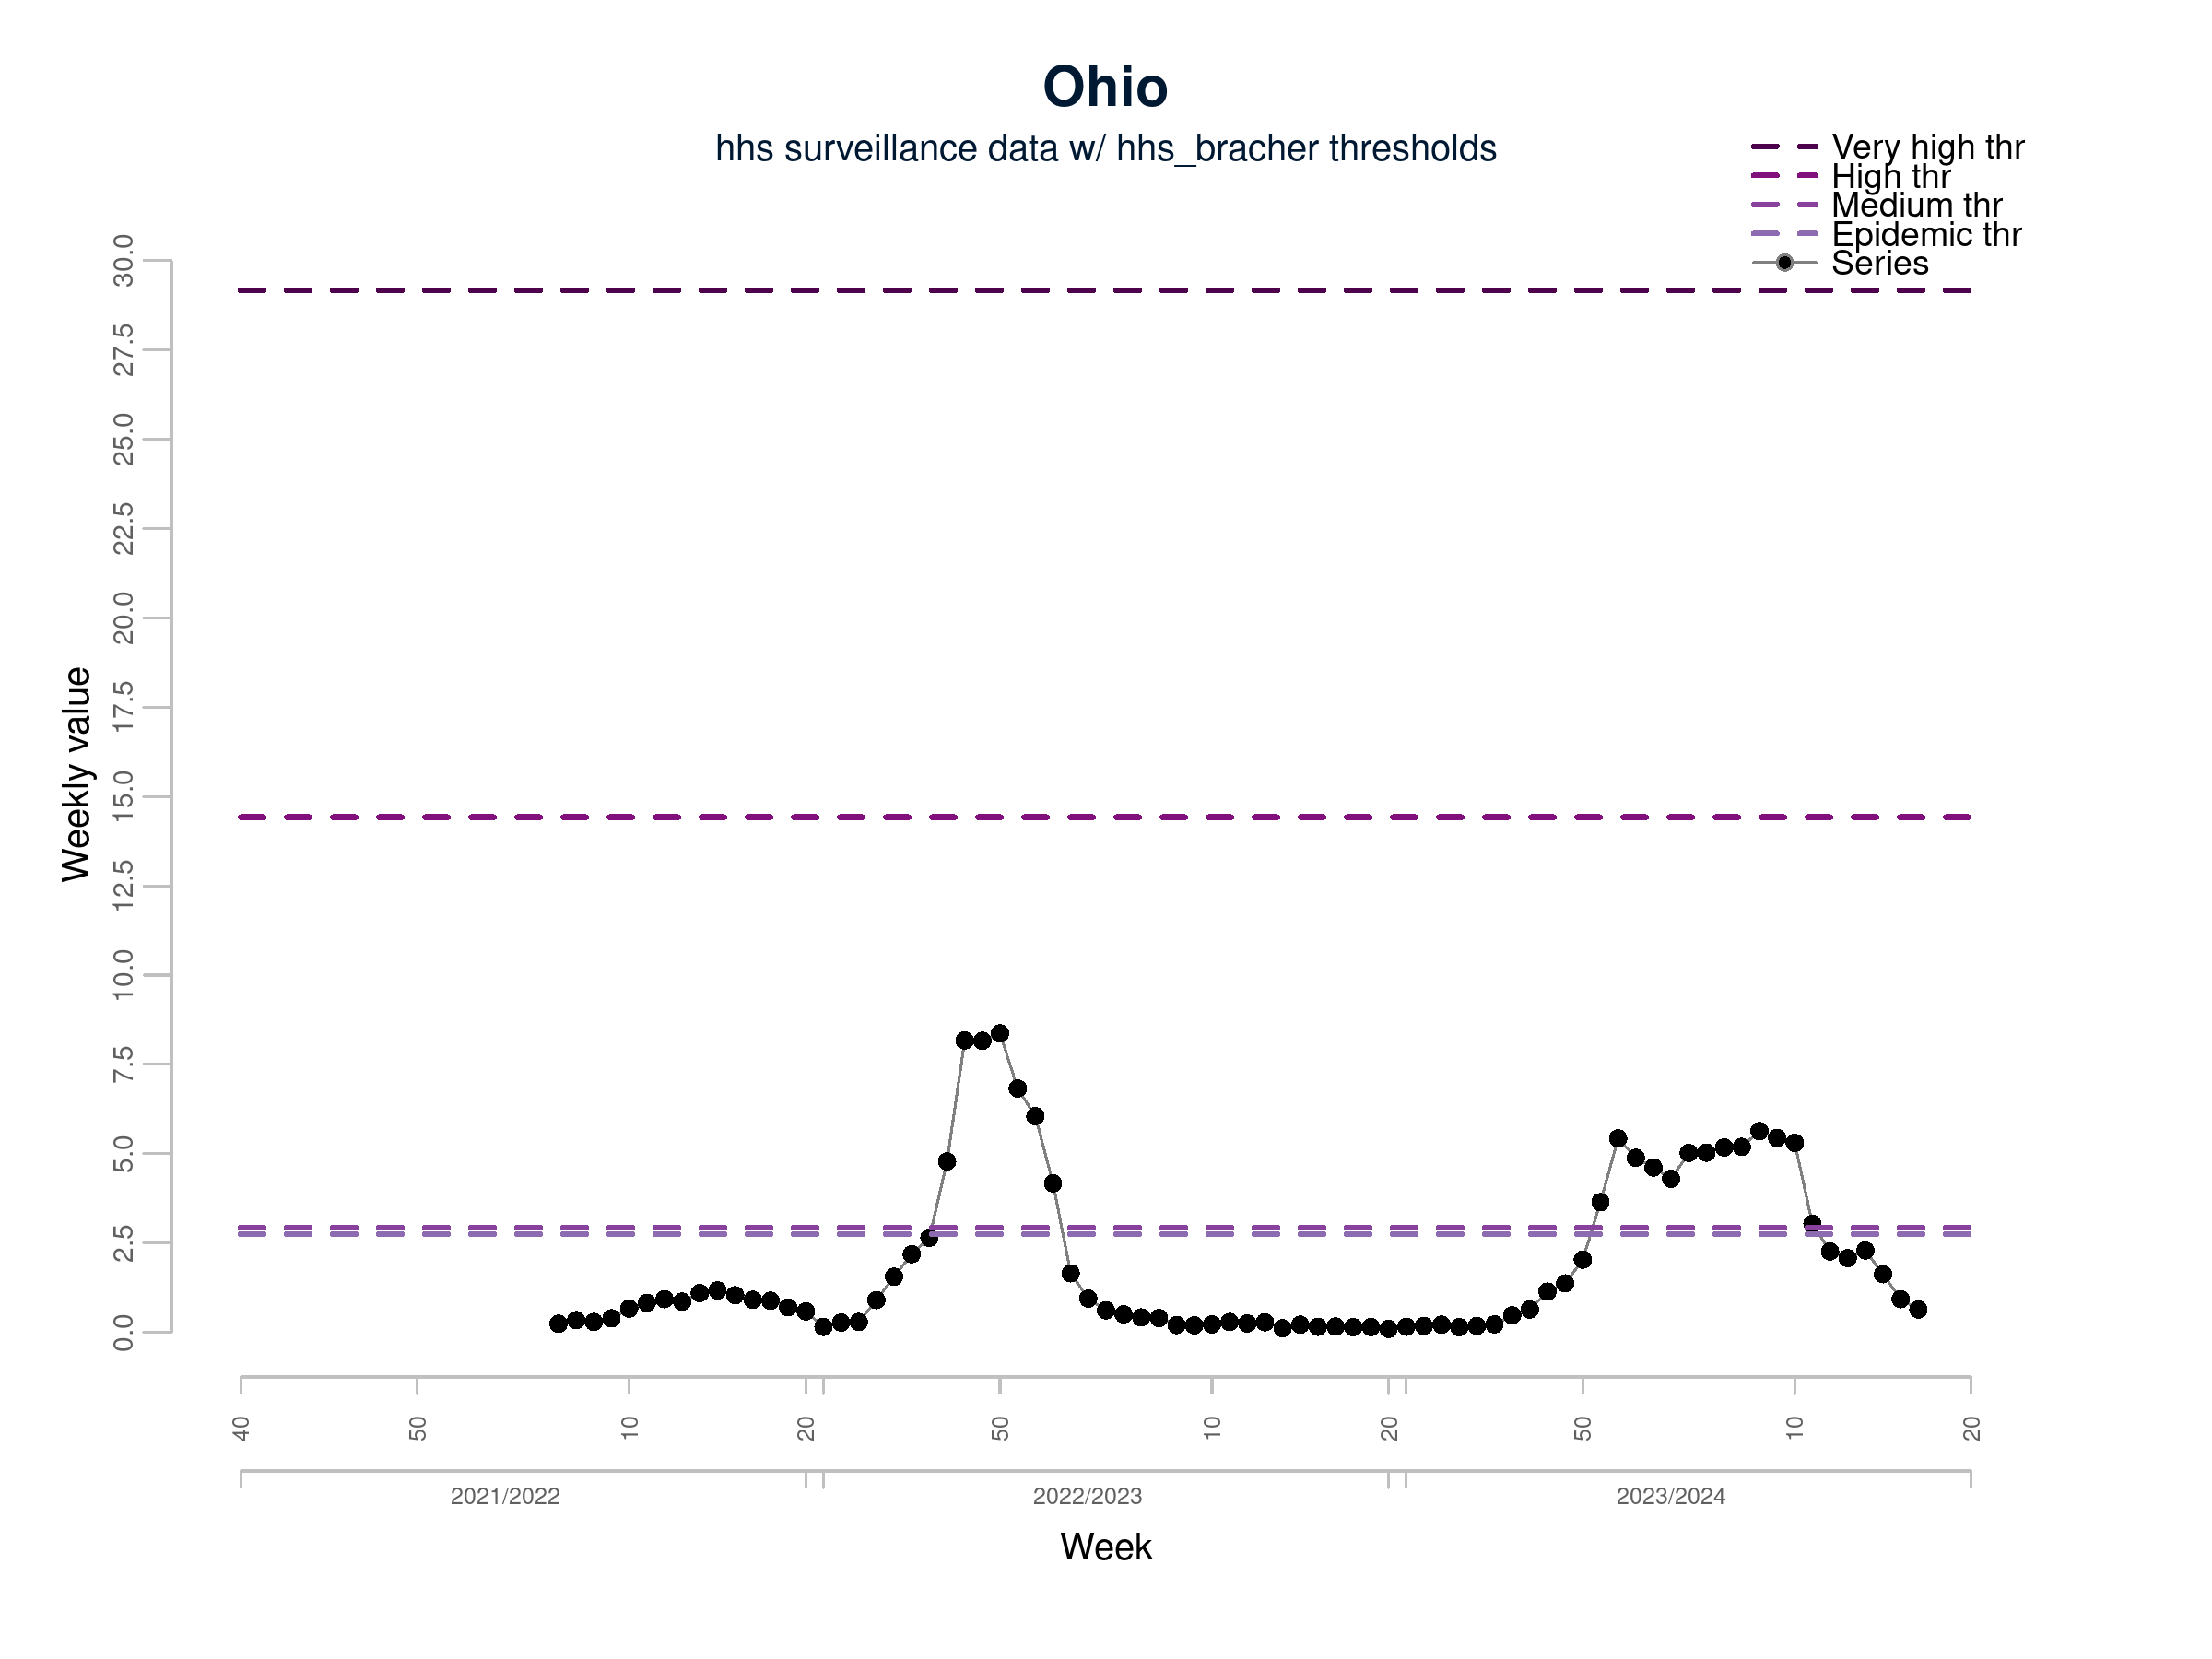 Ohio
hhs surveillance data w/ hhs_bracher thresholds
Very high thr
High thr
Medium thr
Epidemic thr
Series
30.0
27.5
25.0
22.5
20.0
17.5
15.0
12.5
10.0
7.5
5.0
2.5
0.0
Weekly value
40 50 10 20 50 10 20 50 10 20
2021/2022 2022/2023 2023/2024
Week